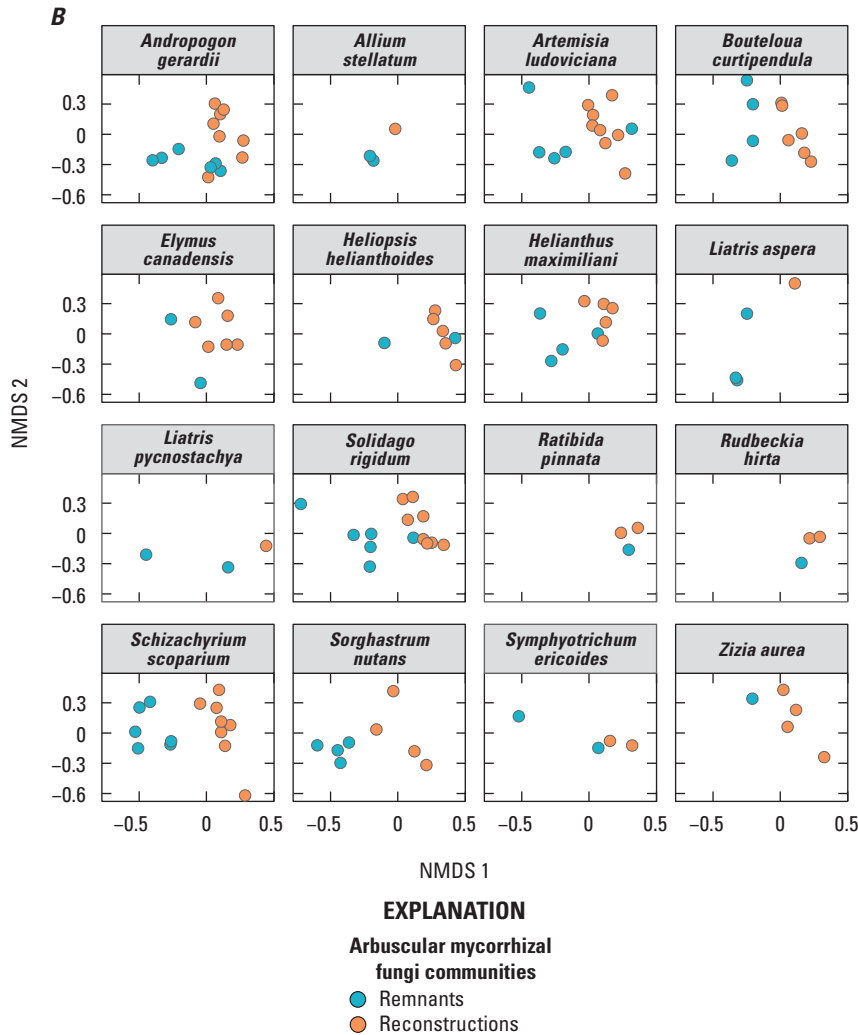 B
Andropogon
gerardii
Allium
stellatum
Artemisia
ludoviciana
Bouteloua
curtipendula
0.3
0
−0.3
−0.6
Elymus
canadensis
Heliopsis
helianthoides
Helianthus
maximiliani
Liatris aspera
0.3
0
−0.3
−0.6
NMDS 2
Liatris
pycnostachya
Solidago
rigidum
Ratibida
pinnata
Rudbeckia
hirta
0.3
0
−0.3
−0.6
Schizachyrium
scoparium
Sorghastrum
nutans
Symphyotrichum
ericoides
Zizia aurea
0.3
0
−0.3
−0.6
−0.5 0 0.5 −0.5 0 0.5 −0.5 0 0.5 −0.5 0 0.5
NMDS 1
EXPLANATION
Arbuscular mycorrhizal
fungi communities
Remnants
Reconstructions